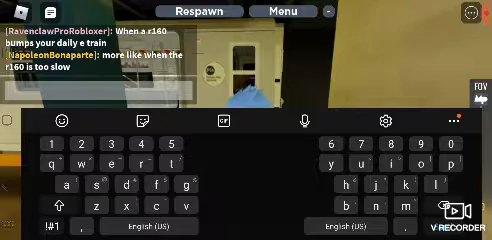 Respawn Menu -
[RavenclawProRobloxer]: When a r160
bumps your daily e train
[NapoleonBonaparte]: more like when the
r160 is too slow
FOV
GIF
1 2 3 4 5 6 7 8 9 0
q w e r t y u i o p
a s d f g h j k l
z x c v b n m
!#1 , English (US) English (US) .
V RECORDER